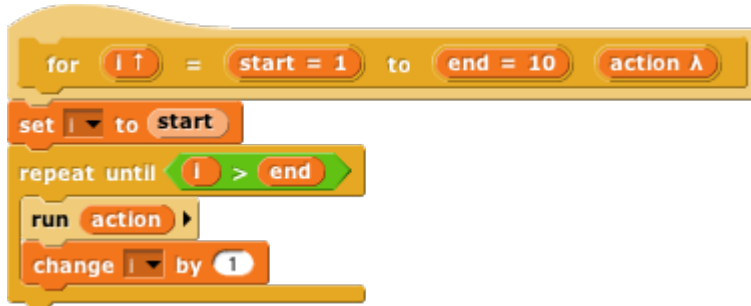 for i ↑ = start = 1 to end = 10 action λ
set i to start
repeat until i > end
run action
change i by 1